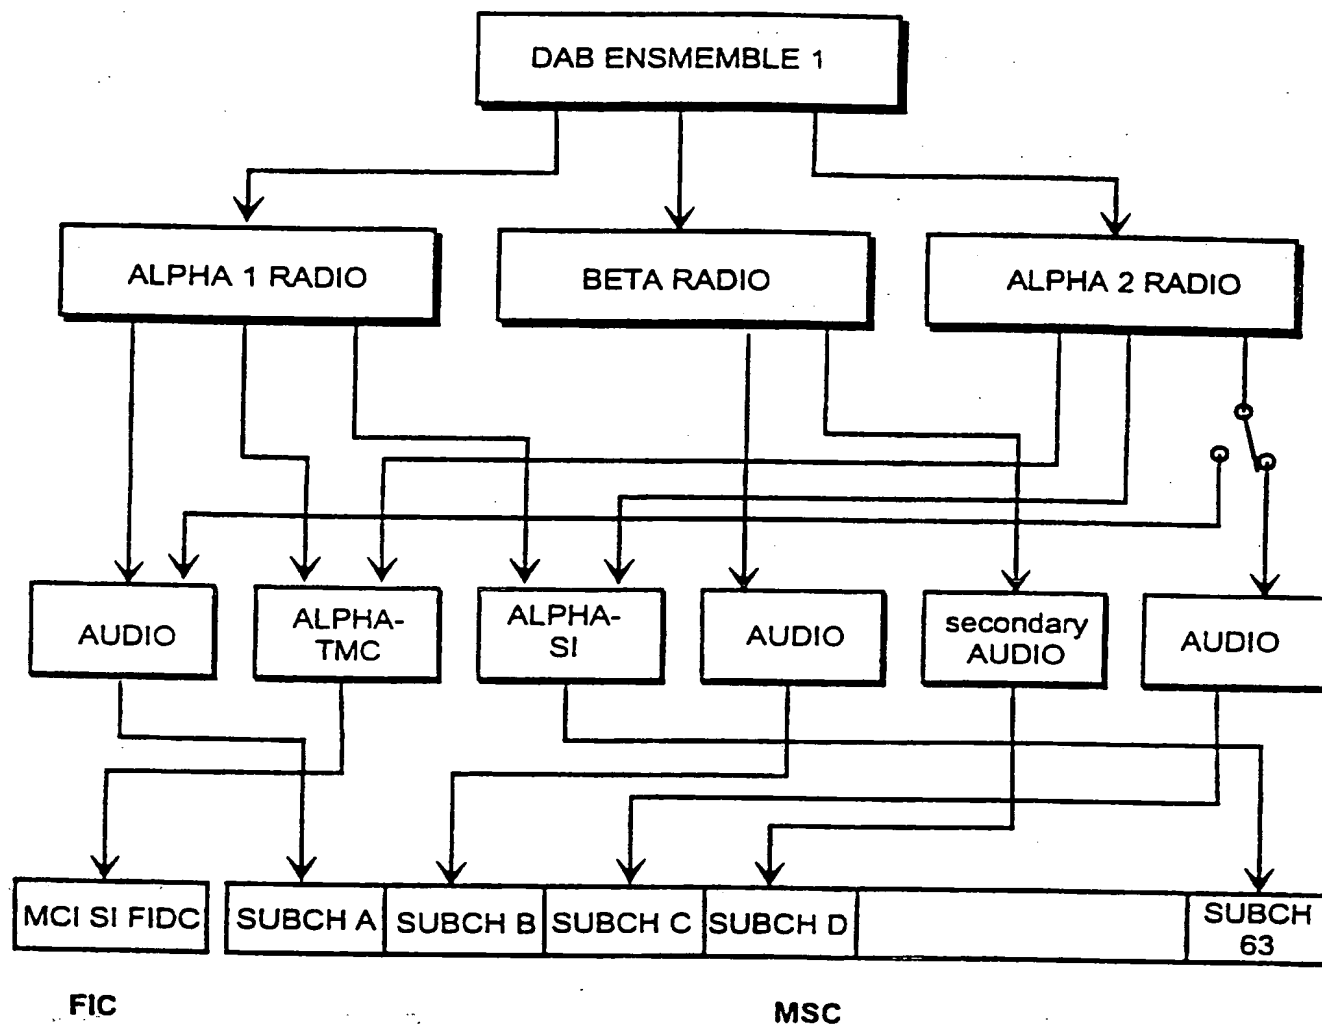 DAB ENSMEMBLE 1
ALPHA 1 RADIO
BETA RADIO
ALPHA 2 RADIO
AUDIO
ALPHA-
TMC
ALPHA-
SI
AUDIO
secondary
AUDIO
AUDIO
MCI SI FIDC
SUBCH A
SUBCH B
SUBCH C
SUBCH D
SUBCH
63
FIC
MSC